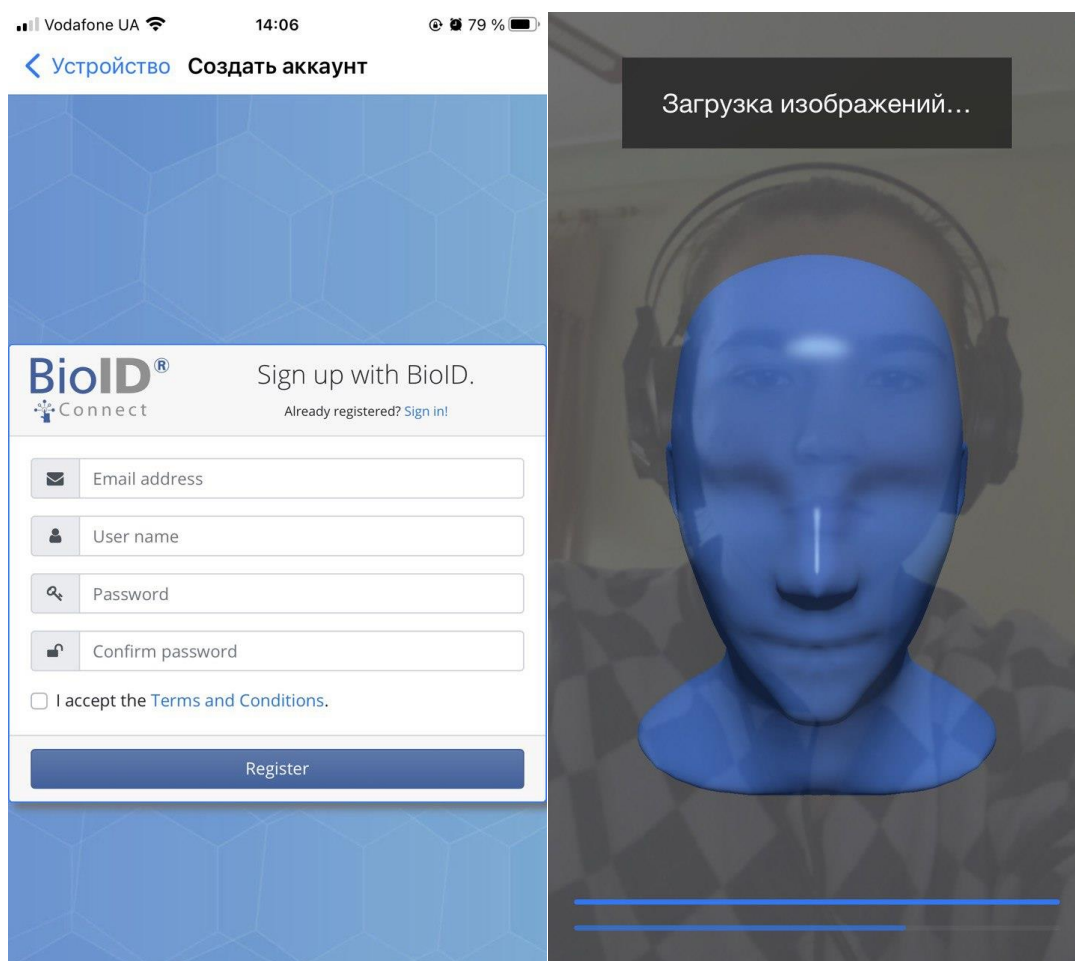 Vodafone UA 14:06 79 %
Устройство Создать аккаунт
BioID®
Connect
Sign up with BioID.
Already registered? Sign in!
Email address
User name
Password
Confirm password
I accept the Terms and Conditions.
Register
Загрузка изображений...